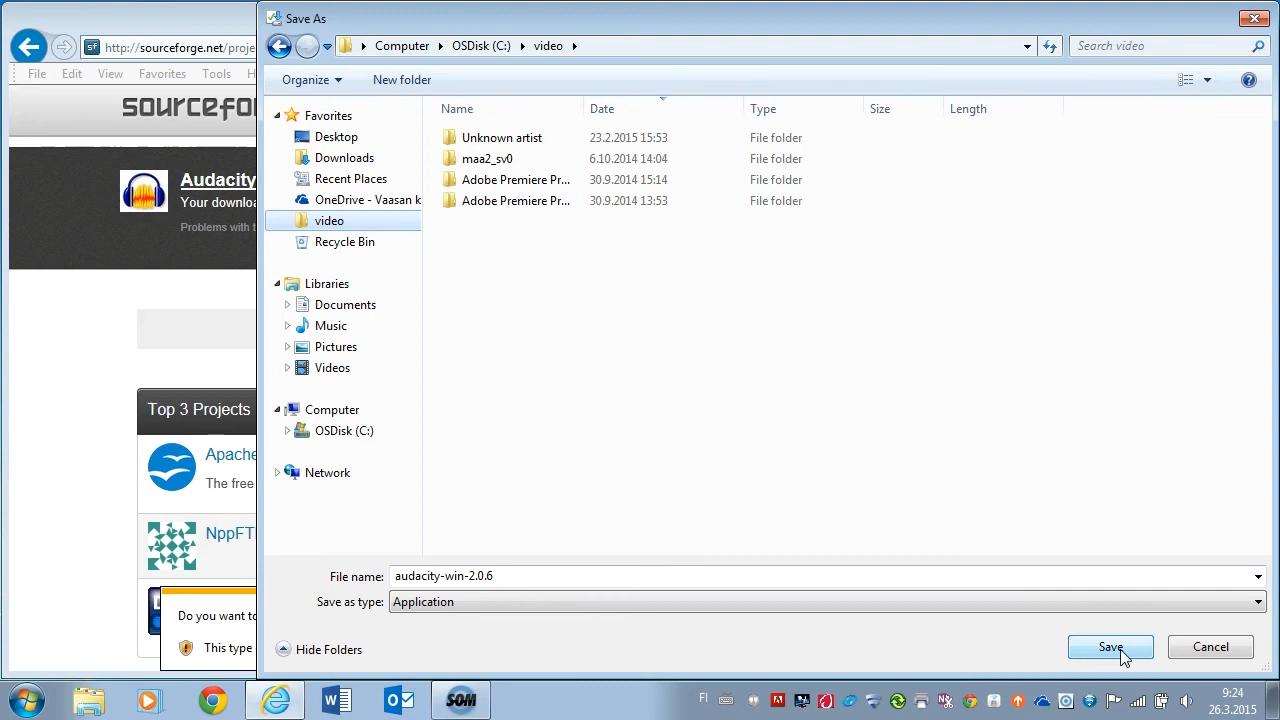 Save As
http://sourceforge.net/proje
Computer
OSDisk (C:)
video
Search video
File
Edit
View
Favorites
Tools
H
Organize
New folder
sourcefo
Audacity
Your downloa
Problems with t
Top 3 Projects
Apache
The free
NppFT
Do you want to
This type
Favorites
Desktop
Downloads
Recent Places
OneDrive - Vaasan k
video
Recycle Bin
Libraries
Documents
Music
Pictures
Videos
Computer
OSDisk (C:)
Network
Name Date Type Size Length
Unknown artist 23.2.2015 15:53 File folder
maa2_sv0 6.10.2014 14:04 File folder
Adobe Premiere Pr... 30.9.2014 15:14 File folder
Adobe Premiere Pr... 30.9.2014 13:53 File folder
File name: audacity-win-2.0.6
Save as type: Application
Hide Folders
Save
Cancel
SOM
FI
9:24
26.3.2015